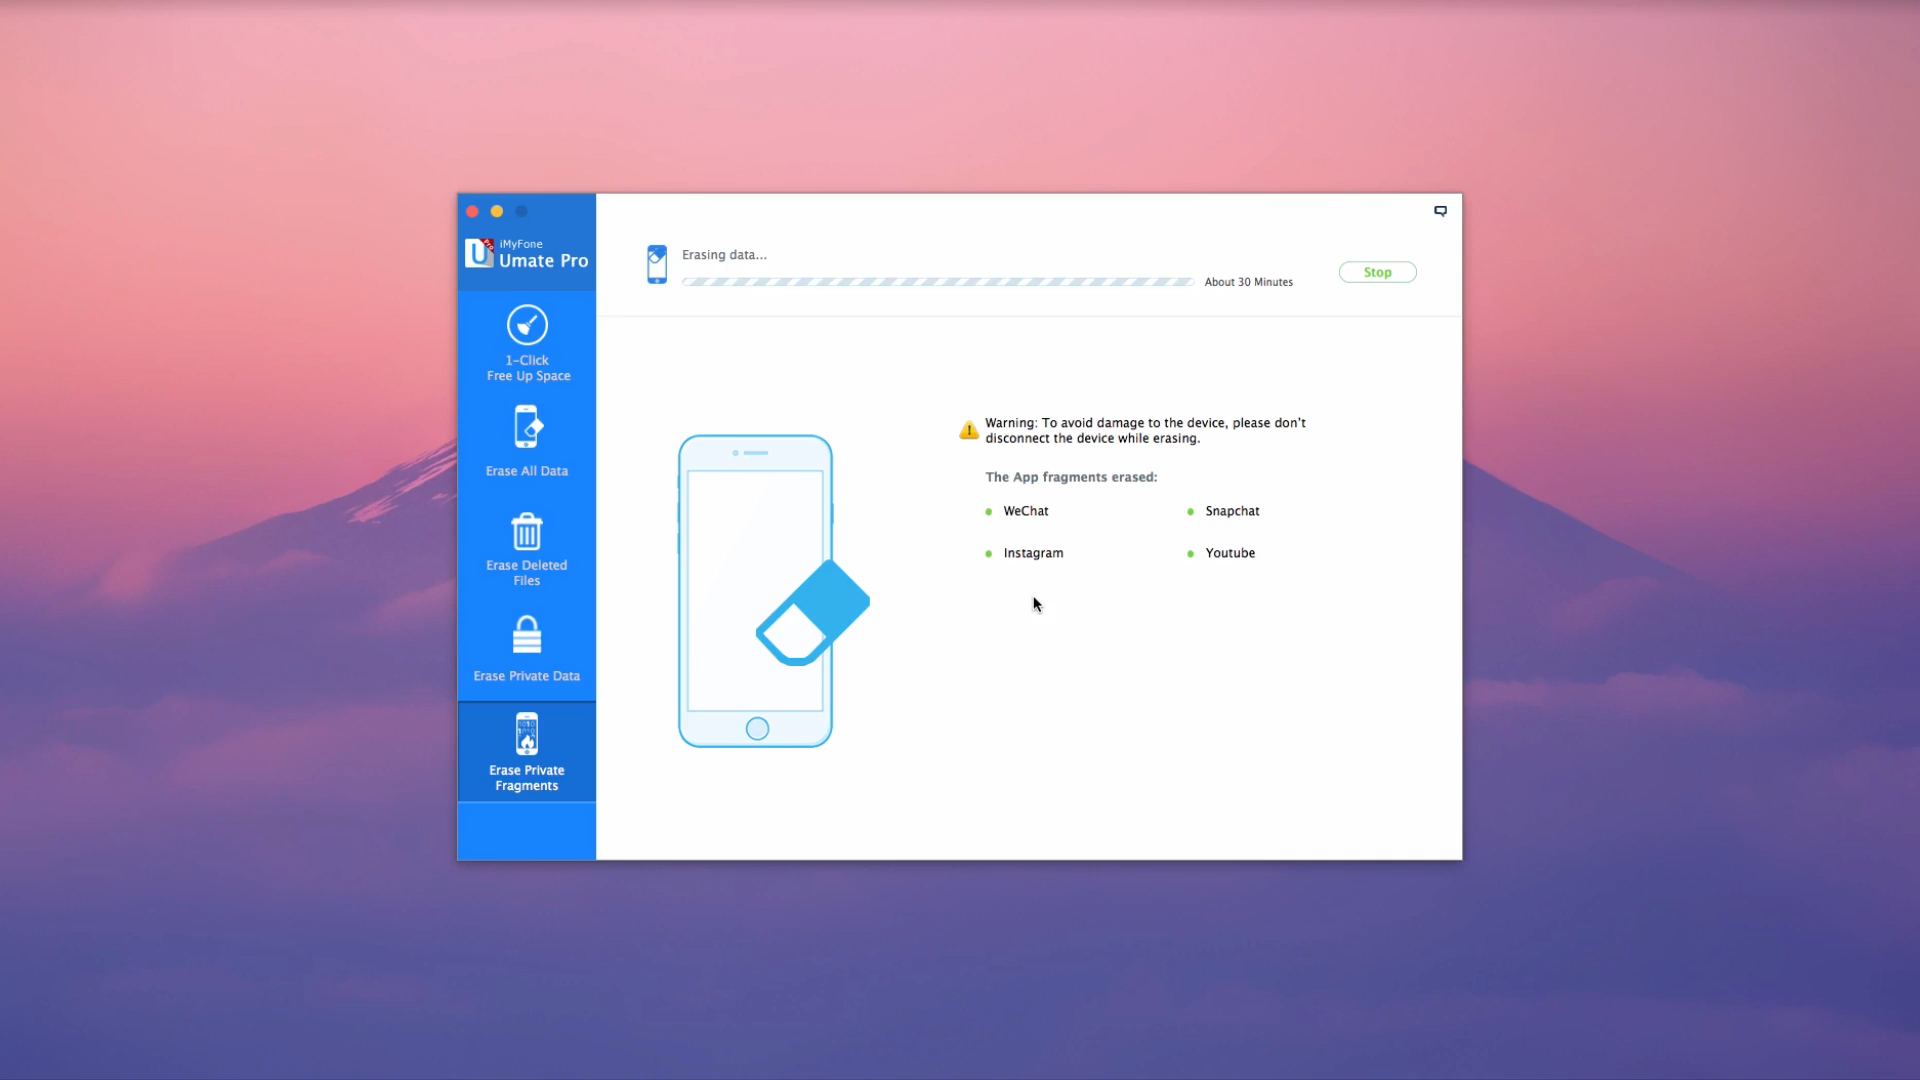 iMyFone
Umate Pro
Erasing data...
About 30 Minutes
Stop
1-Click
Free Up Space
Erase All Data
Erase Deleted
Files
Erase Private Data
Erase Private
Fragments
Warning: To avoid damage to the device, please don't
disconnect the device while erasing.
The App fragments erased:
WeChat
Snapchat
Instagram
Youtube